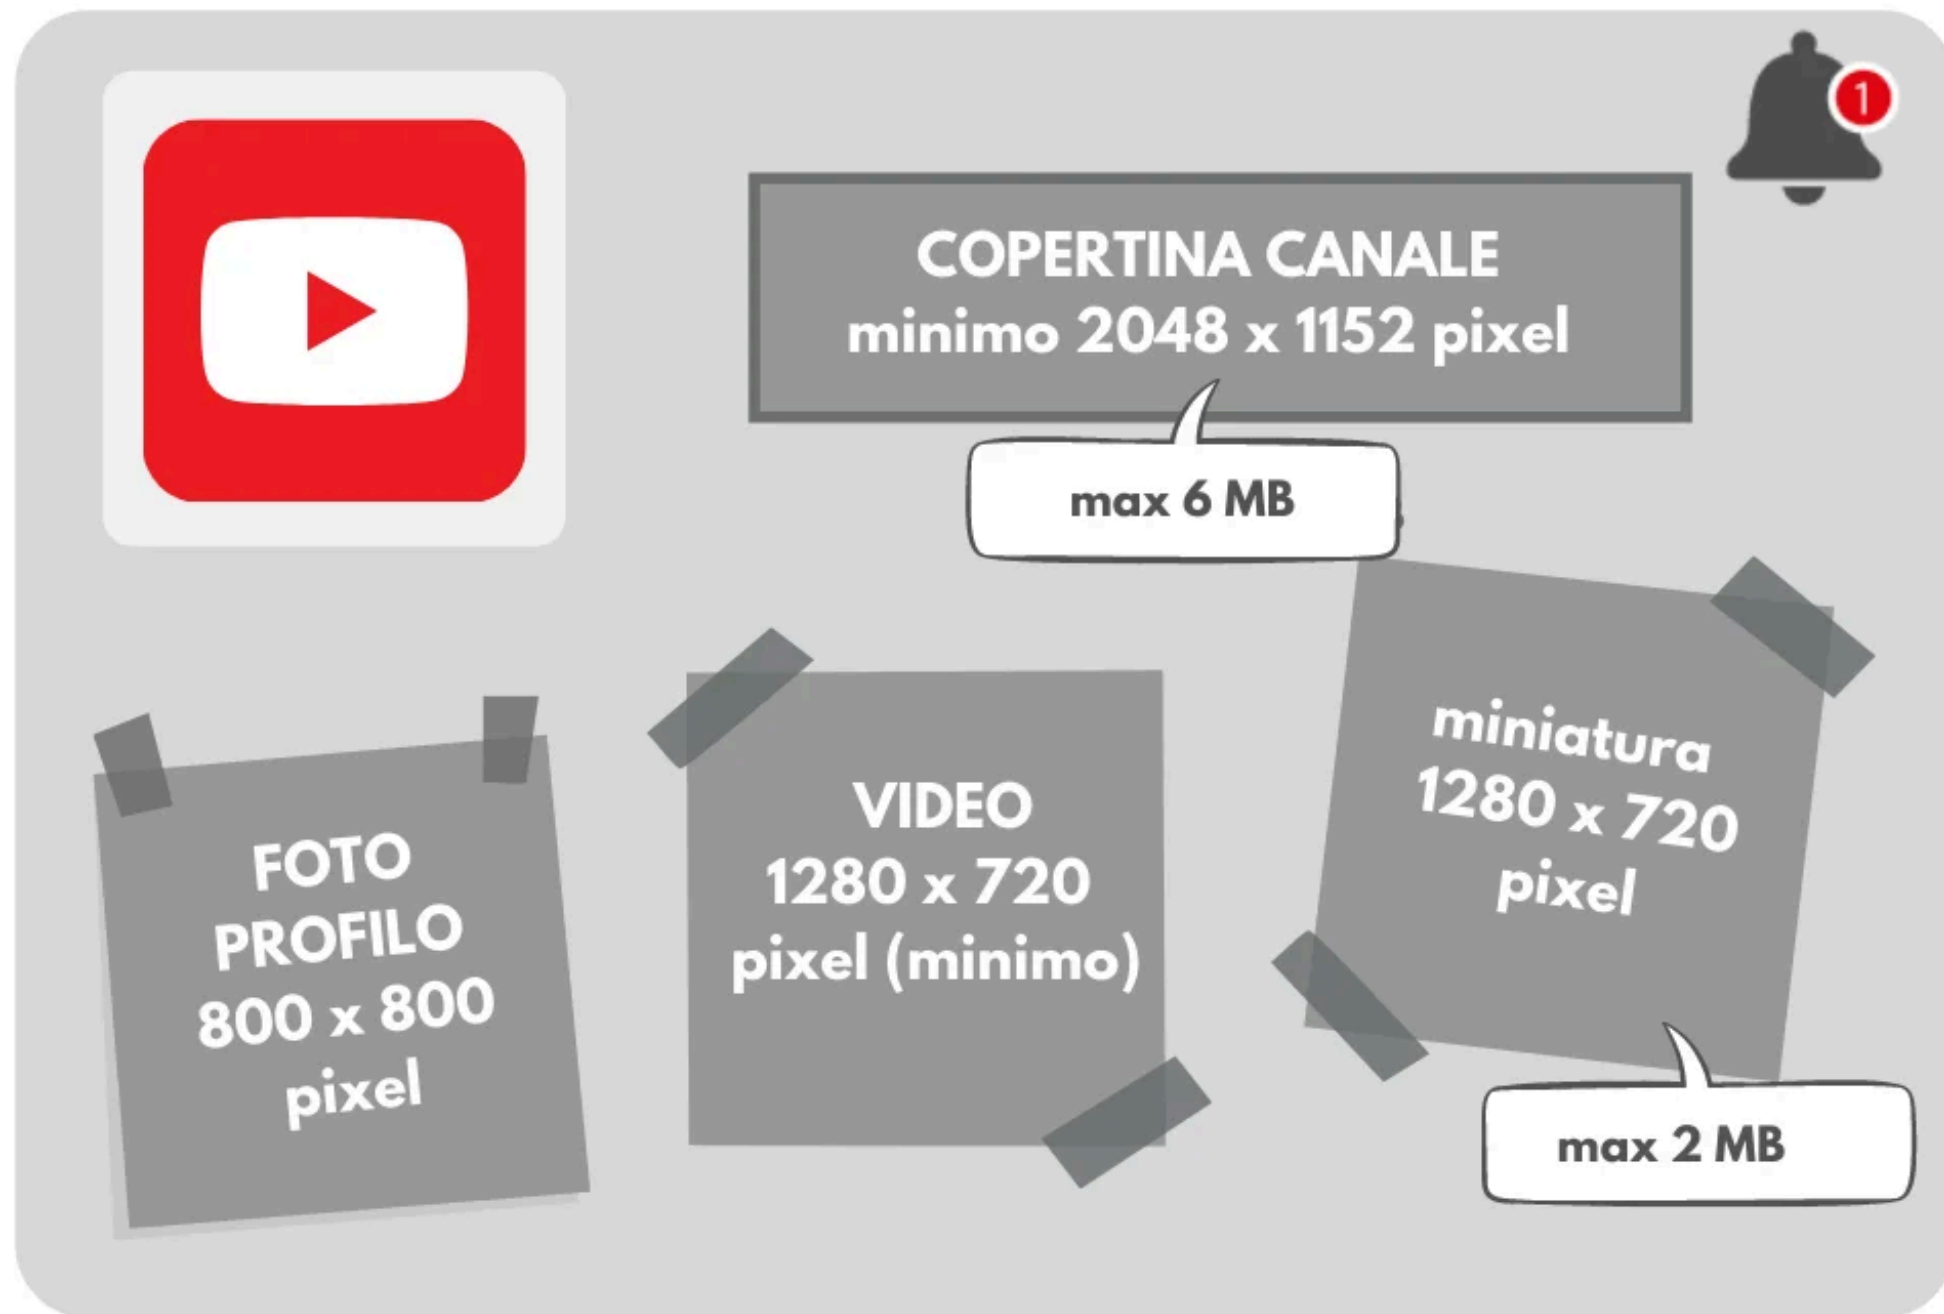 1
COPERTINA CANALE
minimo 2048 x 1152 pixel
max 6 MB
FOTO
PROFILO
800 x 800
pixel
VIDEO
1280 x 720
pixel (minimo)
miniatura
1280 x 720
pixel
max 2 MB